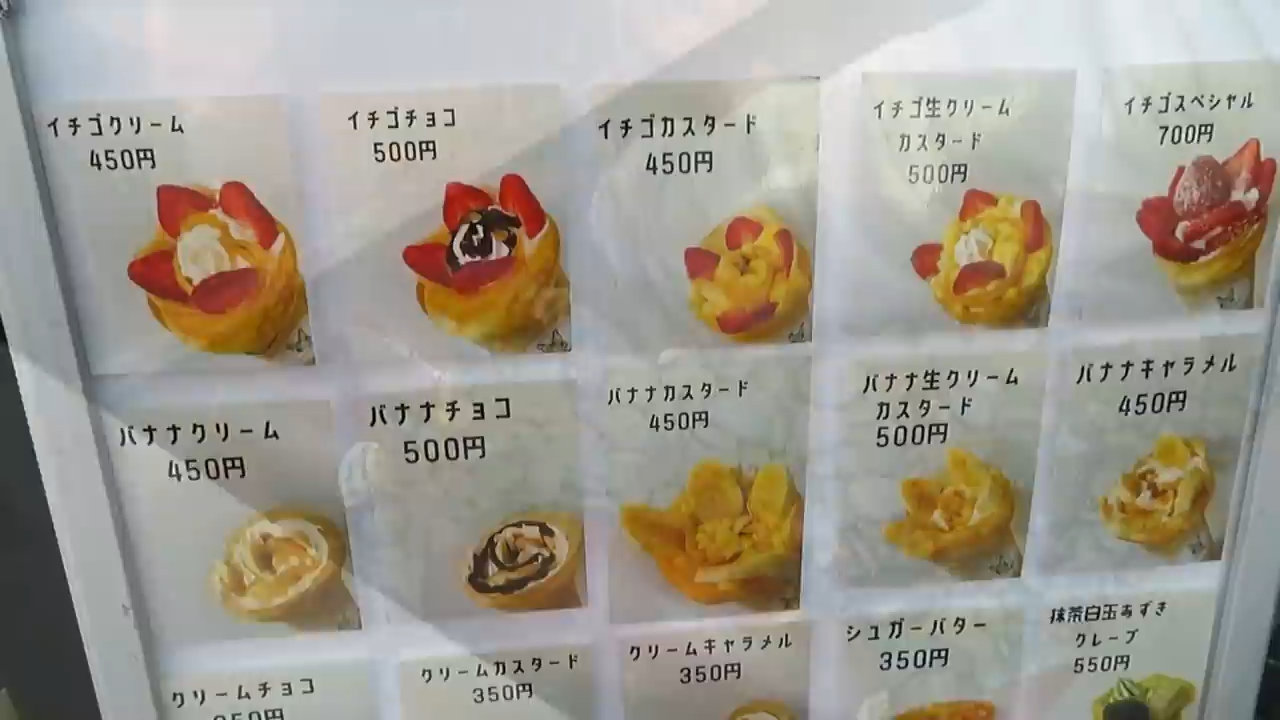 イチゴクリーム
450円
イチゴチョコ
500円
イチゴカスタード
450円
イチゴ生クリーム
カスタード
500円
イチゴスペシャル
700円
バナナクリーム
450円
バナナチョコ
500円
バナナカスタード
450円
バナナ生クリーム
カスタード
500円
バナナキャラメル
450円
クリームチョコ
350円
クリームカスタード
350円
クリームキャラメル
350円
シュガーバター
350円
抹茶白玉あずき
クレープ
550円